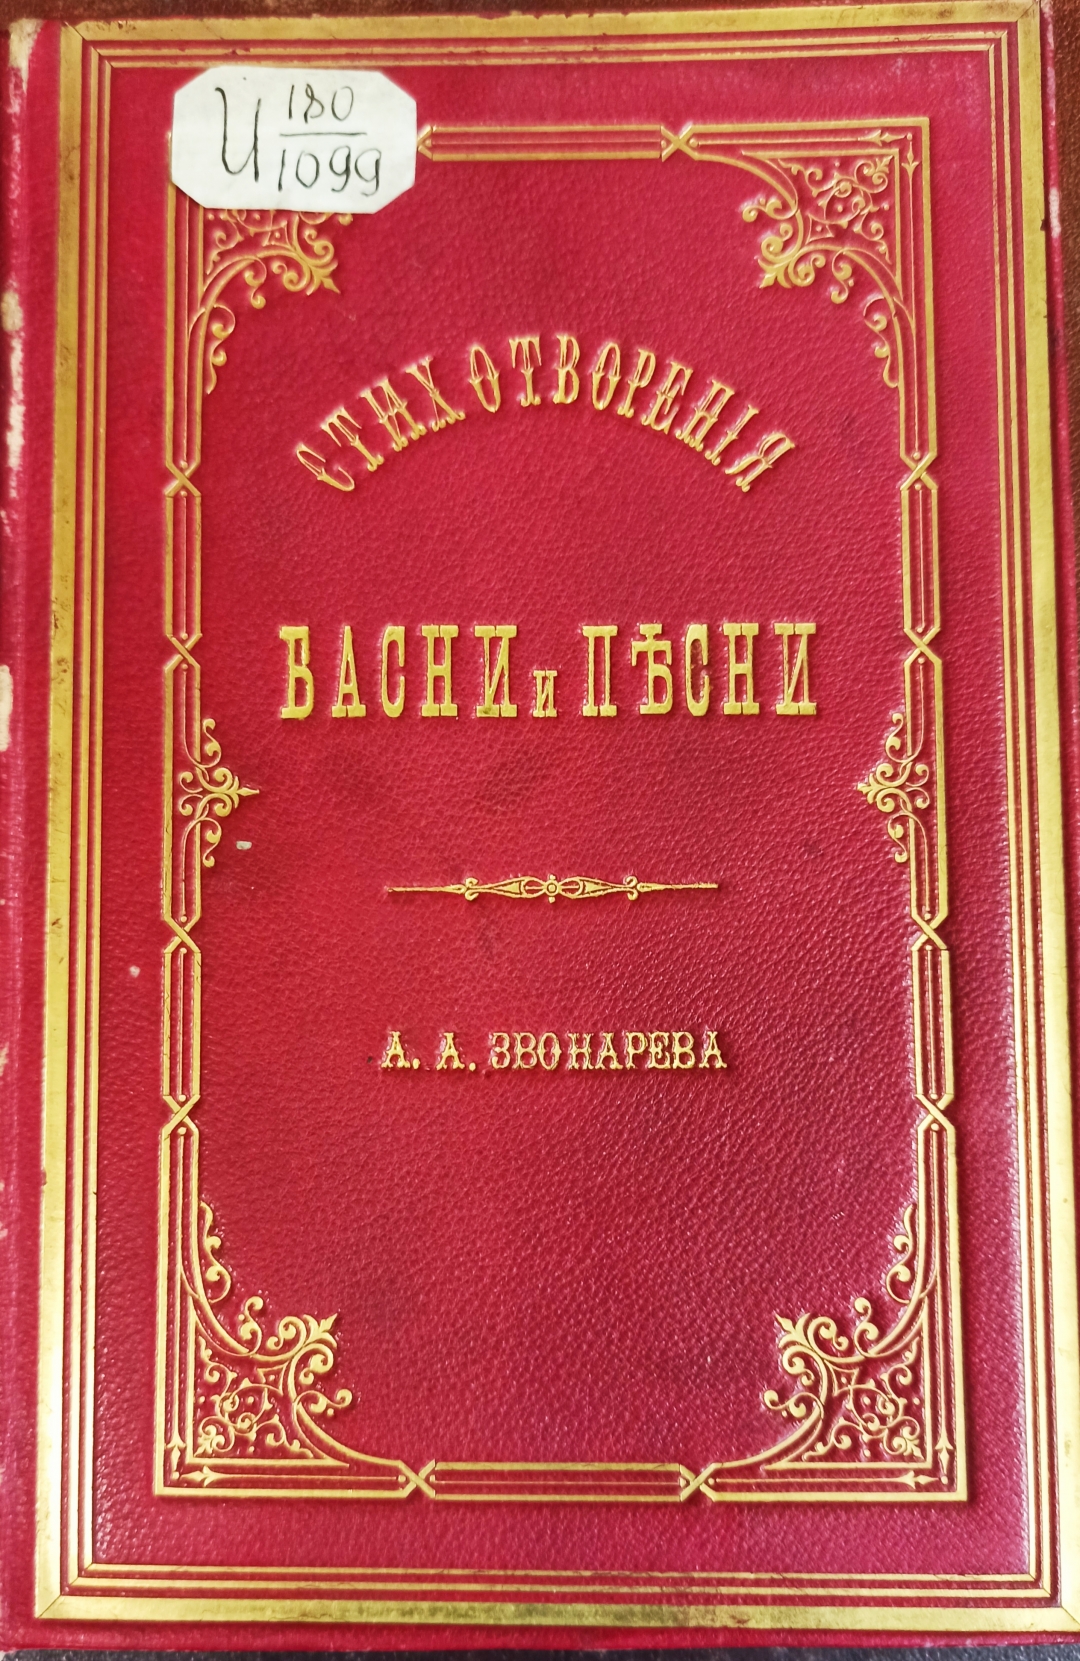 И 180/1099
СТИХОТВОРЕНІЯ
БАСНИ и ПѢСНИ
А. А. ЗВОНАРЕВА